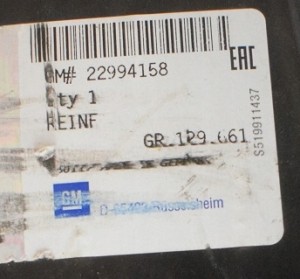 GM# 22994158
EAC
Qty 1
REINF
GR.129.661
S519911437
GM
D-65423 Rüsselsheim